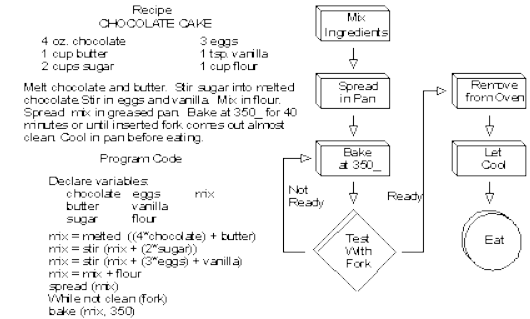 Recipe
CHOCOLATE CAKE
4 oz. chocolate 3 eggs
1 cup butter 1 tsp. vanilla
2 cups sugar 1 cup flour
Melt chocolate and butter. Stir sugar into melted
chocolate. Stir in eggs and vanilla. Mix in flour.
Spread mix in greased pan. Bake at 350_ for 40
minutes or until inserted fork comes out almost
clean. Cool in pan before eating.
Program Code
Declare variables:
chocolate eggs mix
butter vanilla
sugar flour
mix = melted ((4*chocolate) + butter)
mix = stir (mix + (2*sugar))
mix = stir (mix + (3*eggs) + vanilla)
mix = mix + flour
spread (mix)
While not clean (fork)
bake (mix, 350)
Mix
Ingredients
Spread
in Pan
Bake
at 350_
Not
Ready
Test
With
Fork
Ready
Remove
from Oven
Let
Cool
Eat